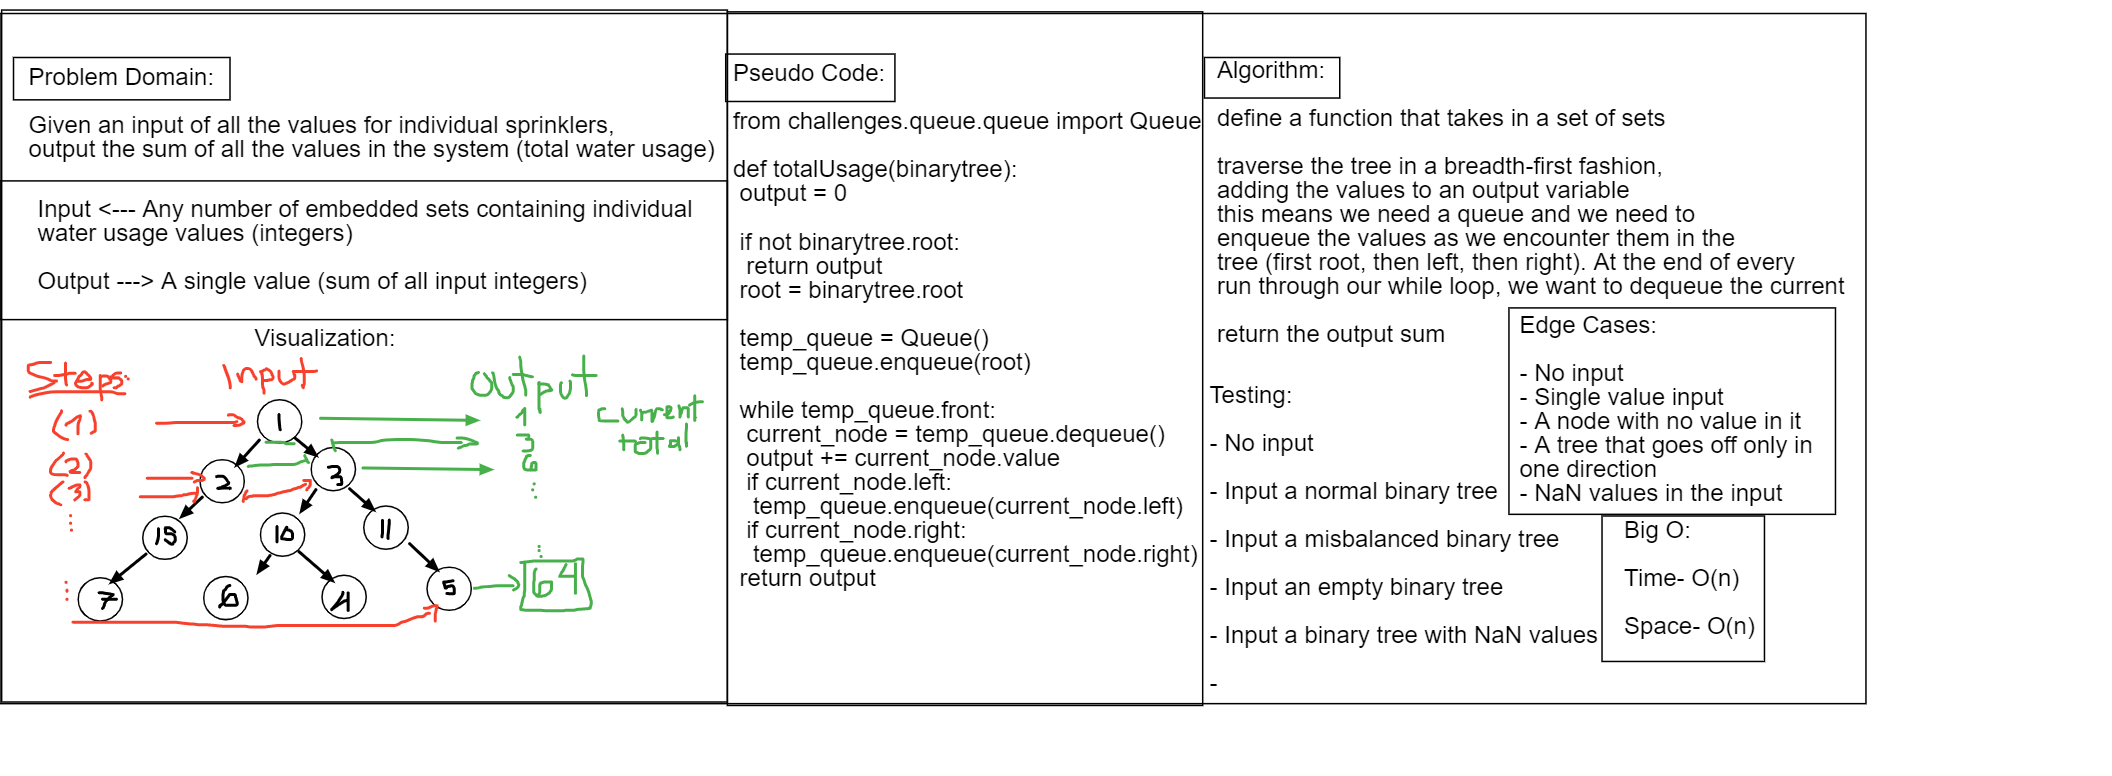 Problem Domain:
Given an input of all the values for individual sprinklers,
output the sum of all the values in the system (total water usage)
Input <--- Any number of embedded sets containing individual
water usage values (integers)
Output ---> A single value (sum of all input integers)
Visualization:
Steps:
(1)
(2)
(3)
Input
1
2
3
15
10
11
7
6
4
5
output
1
3
6
current
total
64
Pseudo Code:
from challenges.queue.queue import Queue
def totalUsage(binarytree):
output = 0
if not binarytree.root:
return output
root = binarytree.root
temp_queue = Queue()
temp_queue.enqueue(root)
while temp_queue.front:
current_node = temp_queue.dequeue()
output += current_node.value
if current_node.left:
temp_queue.enqueue(current_node.left)
if current_node.right:
temp_queue.enqueue(current_node.right)
return output
Algorithm:
define a function that takes in a set of sets
traverse the tree in a breadth-first fashion,
adding the values to an output variable
this means we need a queue and we need to
enqueue the values as we encounter them in the
tree (first root, then left, then right). At the end of every
run through our while loop, we want to dequeue the current
return the output sum
Testing:
- No input
- Input a normal binary tree
- Input a misbalanced binary tree
- Input an empty binary tree
- Input a binary tree with NaN values
-
Edge Cases:
- No input
- Single value input
- A node with no value in it
- A tree that goes off only in
one direction
- NaN values in the input
Big O:
Time- O(n)
Space- O(n)